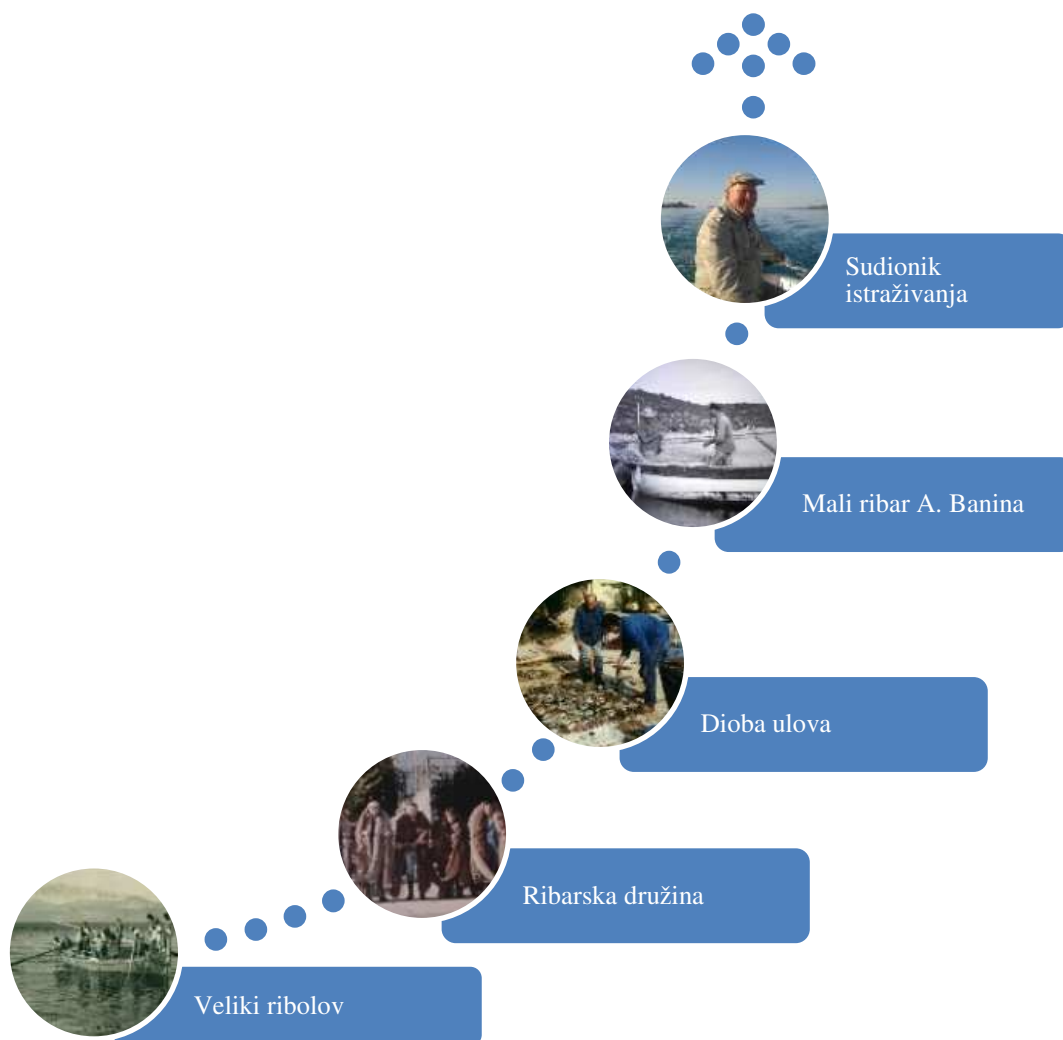 Sudionik
istraživanja
Mali ribar A. Banina
Dioba ulova
Ribarska družina
Veliki ribolov